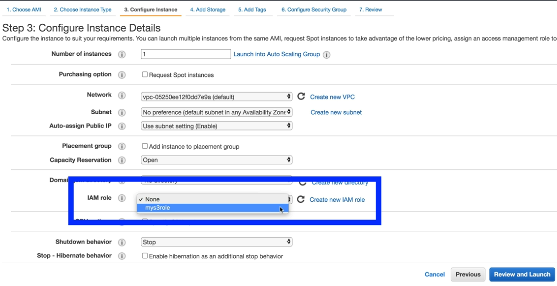 1. Choose AMI 2. Choose Instance Type 3. Configure Instance 4. Add Storage 5. Add Tags 6. Configure Security Group 7. Review
Step 3: Configure Instance Details
Configure the instance to suit your requirements. You can launch multiple instances from the same AMI, request Spot instances to take advantage of the lower pricing, assign an access management role to
Number of instances 1 Launch into Auto Scaling Group
Purchasing option Request Spot instances
Network vpc-05250ee12f0dd7e9a (default) Create new VPC
Subnet No preference (default subnet in any Availability Zone Create new subnet
Auto-assign Public IP Use subnet setting (Enable)
Placement group Add instance to placement group
Capacity Reservation Open
No directory Create new directory
IAM role None Create new IAM role
mys3role
Shutdown behavior Stop
Stop - Hibernate behavior Enable hibernation as an additional stop behavior
Cancel Previous Review and Launch